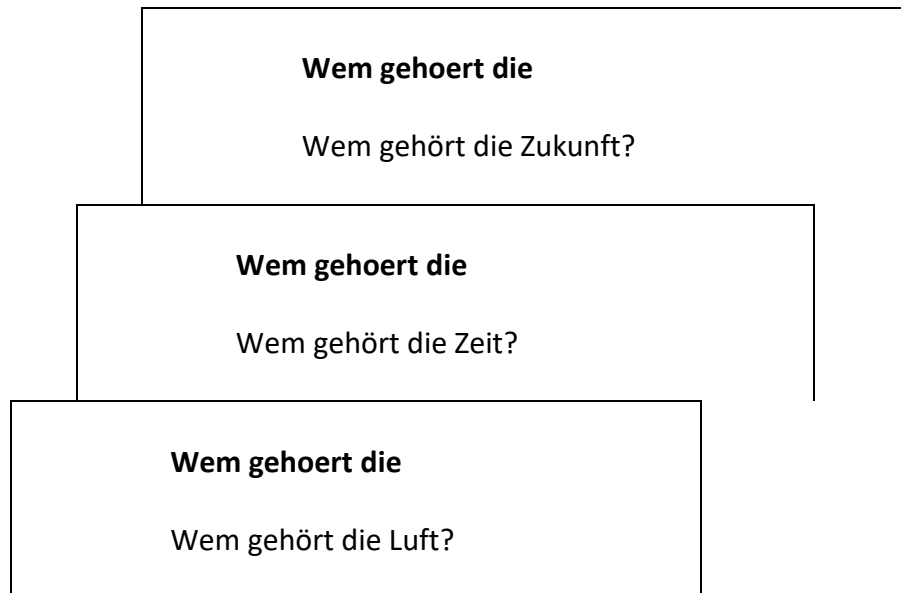 Wem gehoert die
Wem gehört die Zukunft?
Wem gehoert die
Wem gehört die Zeit?
Wem gehoert die
Wem gehört die Luft?